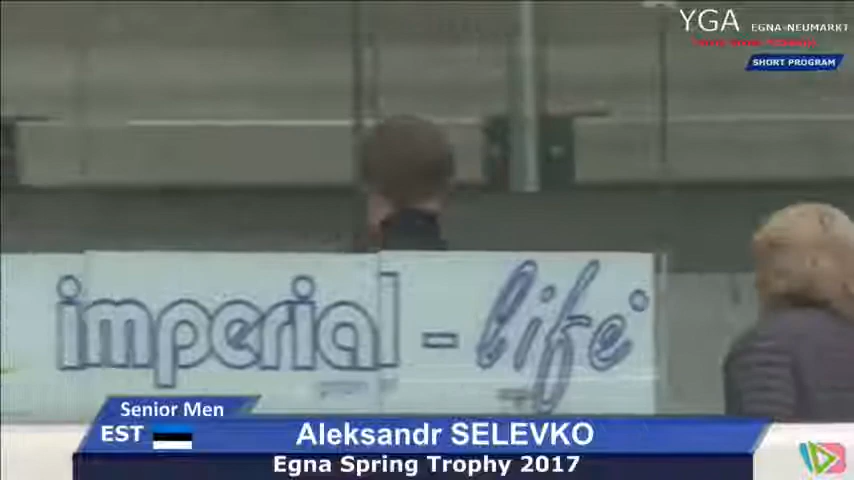 YGA EGNA-NEUMARKT
SHORT PROGRAM
imperial - life°
Senior Men
EST
Aleksandr SELEVKO
Egna Spring Trophy 2017